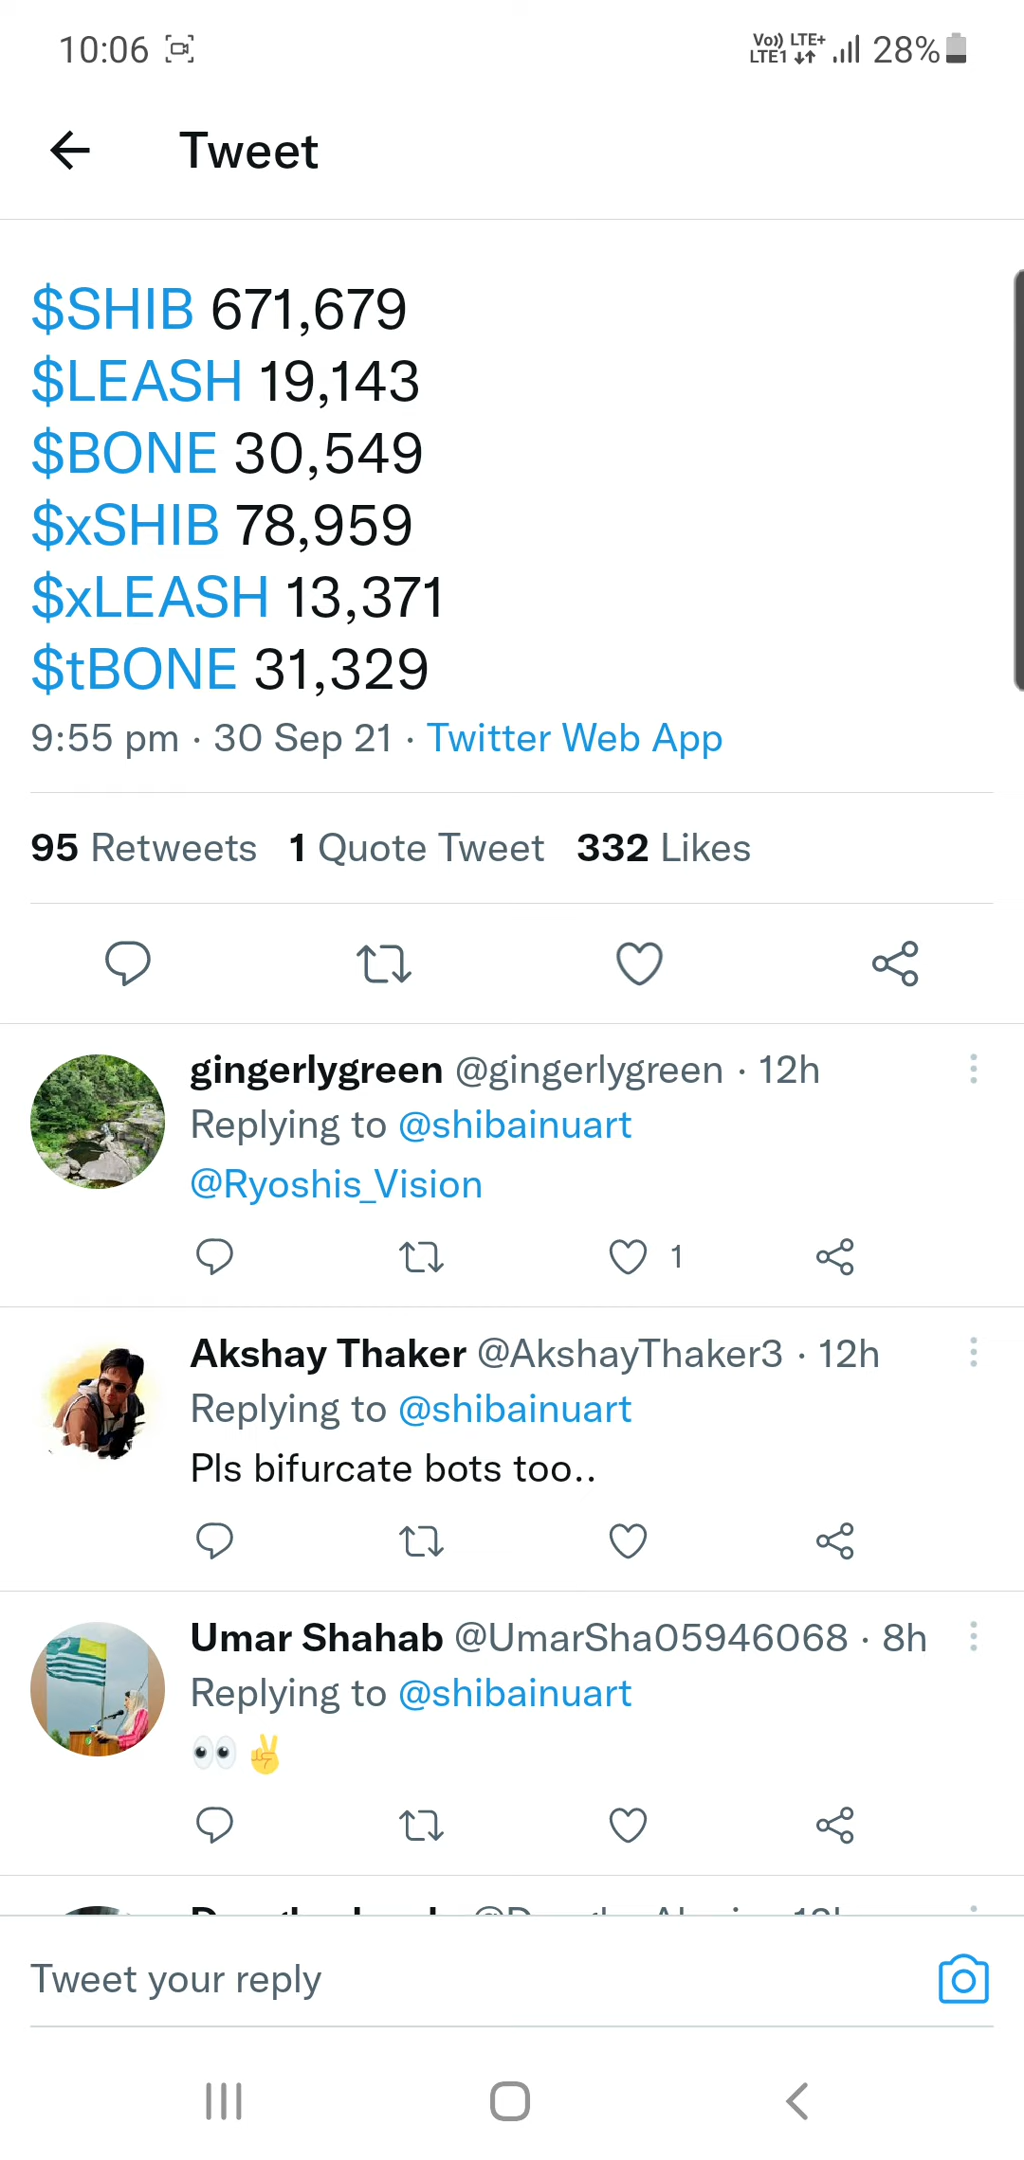 10:06
Vo)) LTE+
LTE1 28%
Tweet
$SHIB 671,679
$LEASH 19,143
$BONE 30,549
$xSHIB 78,959
$xLEASH 13,371
$tBONE 31,329
9:55 pm · 30 Sep 21 · Twitter Web App
95 Retweets 1 Quote Tweet 332 Likes
gingerlygreen @gingerlygreen · 12h
Replying to @shibainuart
@Ryoshis_Vision
1
Akshay Thaker @AkshayThaker3 · 12h
Replying to @shibainuart
Pls bifurcate bots too..
Umar Shahab @UmarSha05946068 · 8h
Replying to @shibainuart
👀✌
Tweet your reply